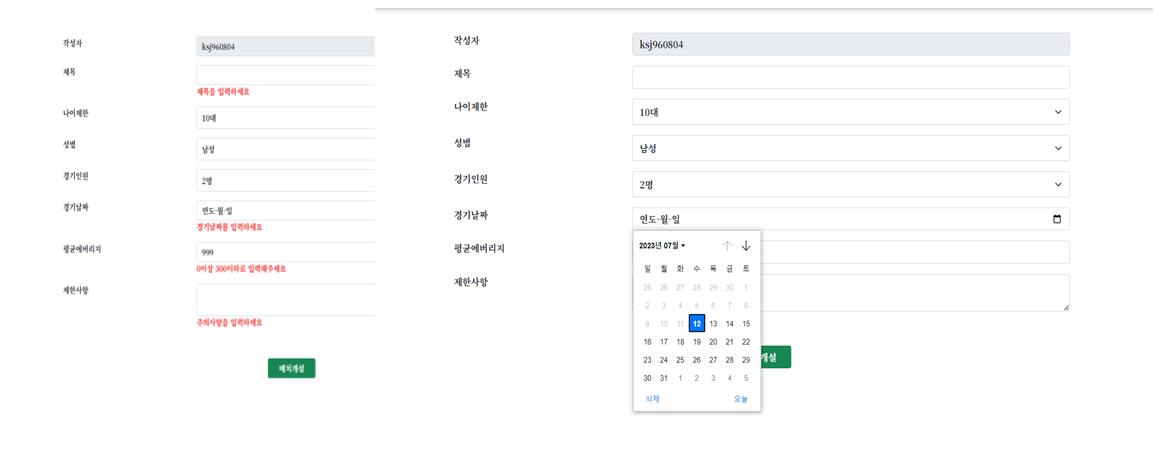 작성자
ksj960804
제목
제목을 입력하세요
나이제한
10대
성별
남성
경기인원
2명
경기날짜
연도-월-일
경기날짜를 입력하세요
평균에버리지
999
0이상 300이하로 입력해주세요
제한사항
주의사항을 입력하세요
매치개설
작성자
ksj960804
제목
나이제한
10대
성별
남성
경기인원
2명
경기날짜
연도-월-일
평균에버리지
제한사항
2023년 07월
일 월 화 수 목 금 토
25 26 27 28 29 30 1
2 3 4 5 6 7 8
9 10 11 12 13 14 15
16 17 18 19 20 21 22
23 24 25 26 27 28 29
30 31 1 2 3 4 5
삭제 오늘
개설